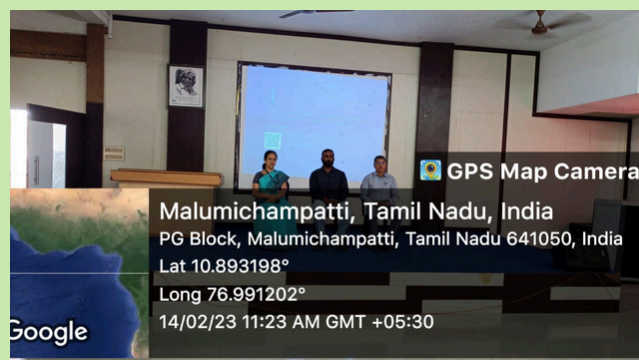 GPS Map Camera
Malumichampatti, Tamil Nadu, India
PG Block, Malumichampatti, Tamil Nadu 641050, India
Lat 10.893198°
Long 76.991202°
14/02/23 11:23 AM GMT +05:30
Google